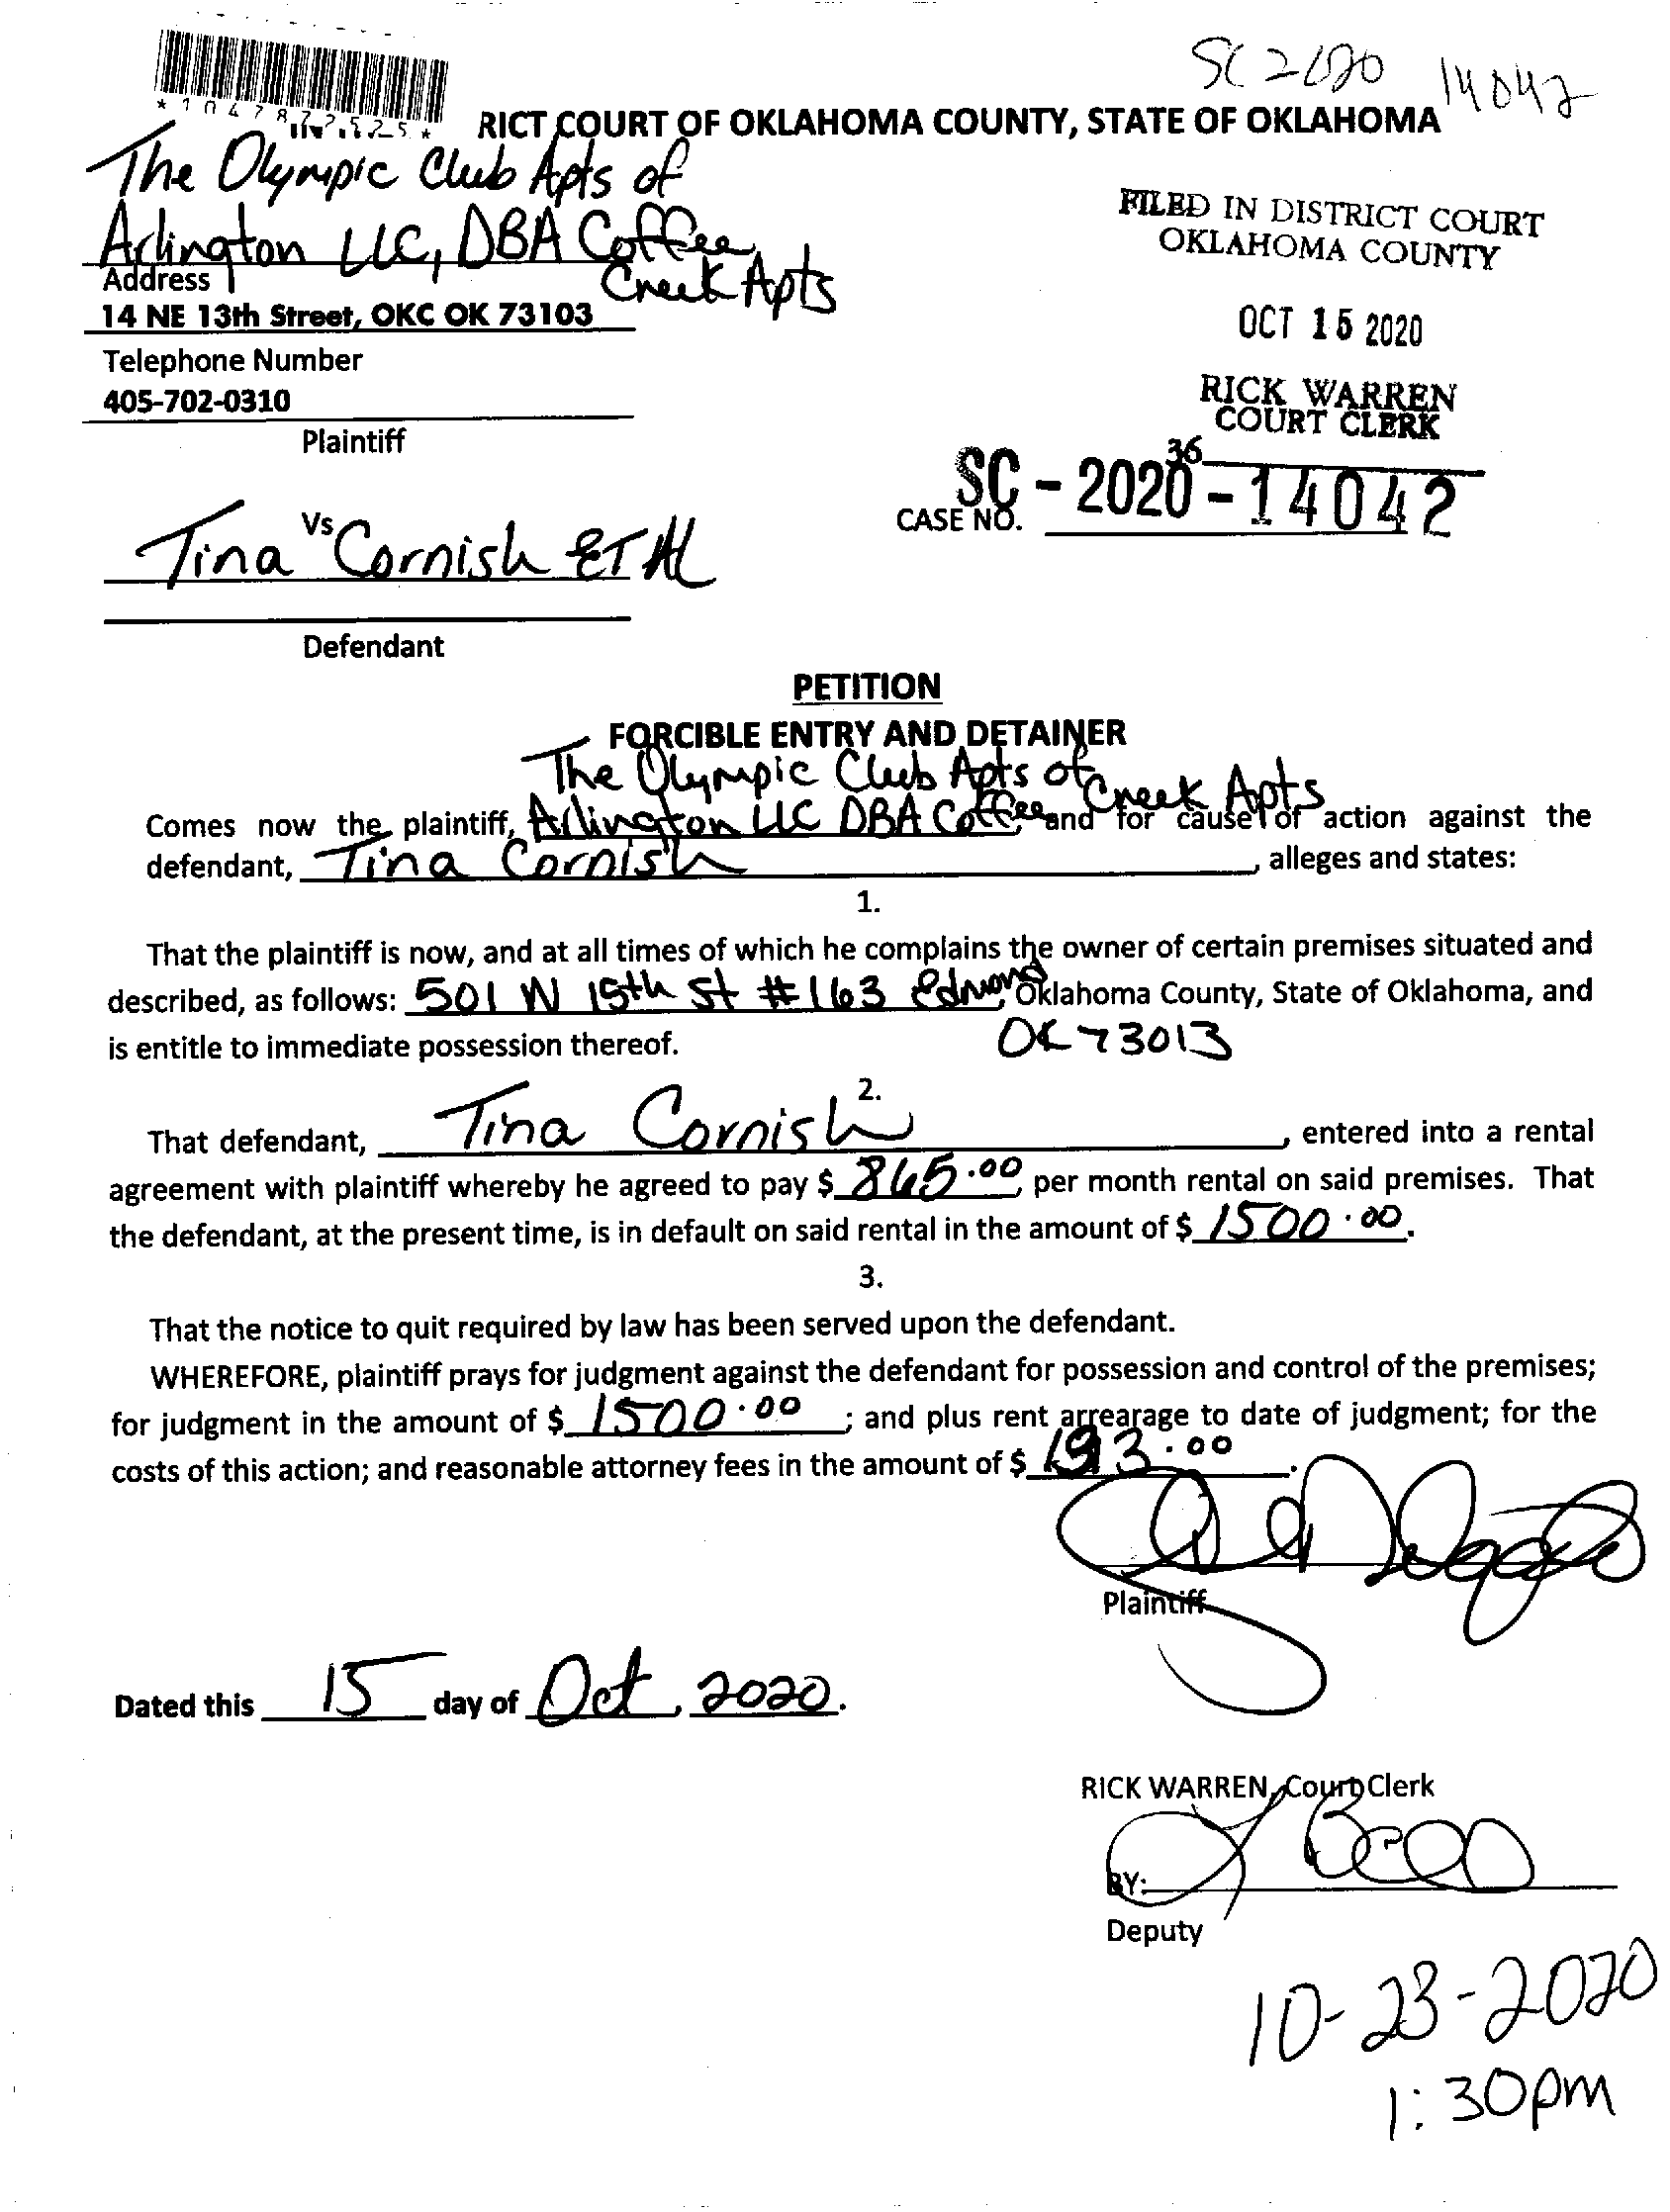 SC 2020 14042
*1047877525*
RICT COURT OF OKLAHOMA COUNTY, STATE OF OKLAHOMA
The Olympic Club Apts of
Arlington LLC, DBA Coffee
Creek Apts
Address
14 NE 13th Street, OKC OK 73103
Telephone Number
405-702-0310
Plaintiff
FILED IN DISTRICT COURT
OKLAHOMA COUNTY
OCT 15 2020
RICK WARREN
COURT CLERK
36
SC - 2020 - 14042
CASE NO.
Vs
Tina Cornish ET AL
Defendant
PETITION
FORCIBLE ENTRY AND DETAINER
The Olympic Club Apts of
Comes now the plaintiff, Arlington LLC DBA Coffee Creek Apts and for cause of action against the
defendant, Tina Cornish, alleges and states:
1.
That the plaintiff is now, and at all times of which he complains the owner of certain premises situated and
described, as follows: 501 W 15th St #163 Edmond, Oklahoma County, State of Oklahoma, and
is entitle to immediate possession thereof. OK 73013
2.
That defendant, Tina Cornish, entered into a rental
agreement with plaintiff whereby he agreed to pay $ 865.00 per month rental on said premises. That
the defendant, at the present time, is in default on said rental in the amount of $ 1500.00.
3.
That the notice to quit required by law has been served upon the defendant.
WHEREFORE, plaintiff prays for judgment against the defendant for possession and control of the premises;
for judgment in the amount of $ 1500.00; and plus rent arrearage to date of judgment; for the
costs of this action; and reasonable attorney fees in the amount of $ 193.00.
Plaintiff
Dated this 15 day of Oct, 2020.
RICK WARREN, Court Clerk
BY:
Deputy
10-23-2020
1:30pm